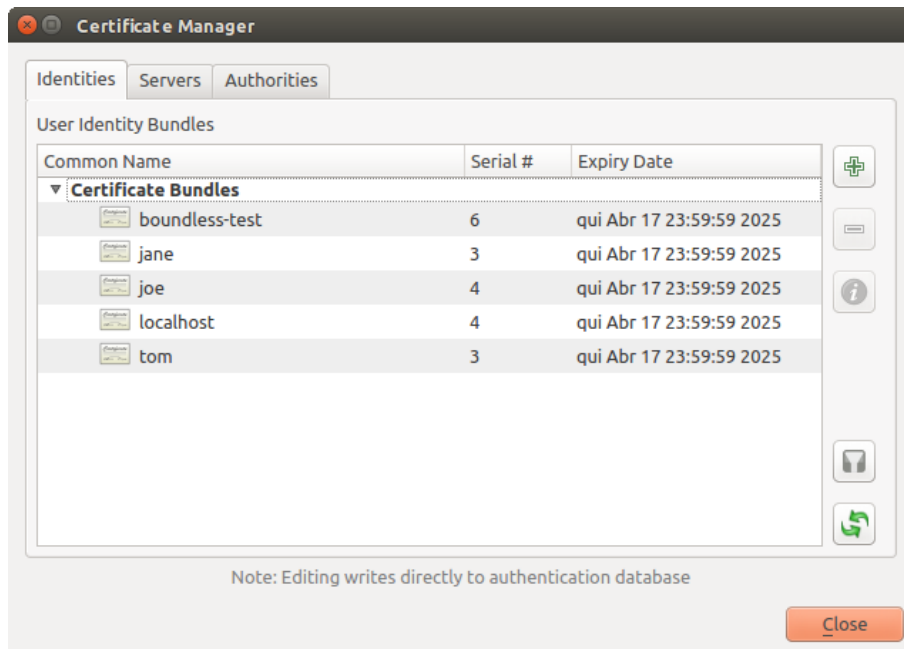 Certificate Manager
Identities Servers Authorities
User Identity Bundles
Common Name Serial # Expiry Date
Certificate Bundles
boundless-test 6 qui Abr 17 23:59:59 2025
jane 3 qui Abr 17 23:59:59 2025
joe 4 qui Abr 17 23:59:59 2025
localhost 4 qui Abr 17 23:59:59 2025
tom 3 qui Abr 17 23:59:59 2025
Note: Editing writes directly to authentication database
Close